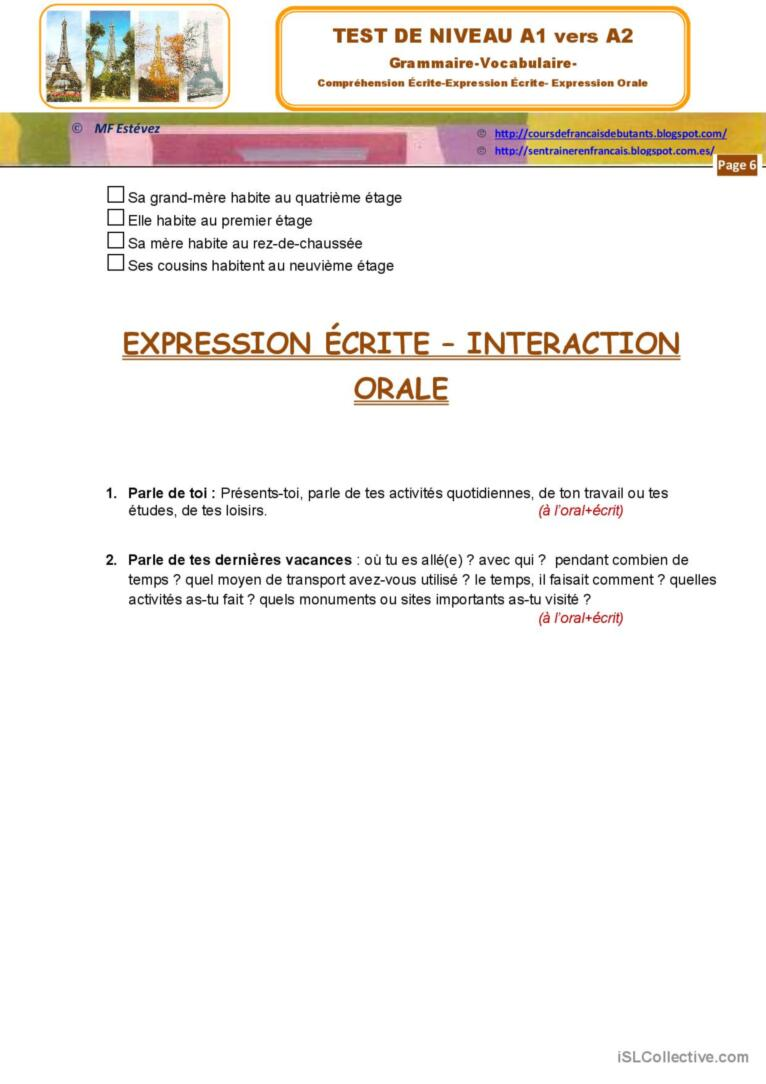 TEST DE NIVEAU A1 vers A2
Grammaire-Vocabulaire-
Compréhension Écrite-Expression Écrite- Expression Orale
© MF Estévez
© http://coursdefrancaisdebutants.blogspot.com/
© http://sentrainerenfrancais.blogspot.com.es/
Page 6
Sa grand-mère habite au quatrième étage
Elle habite au premier étage
Sa mère habite au rez-de-chaussée
Ses cousins habitent au neuvième étage
EXPRESSION ÉCRITE – INTERACTION
ORALE
1. Parle de toi : Présents-toi, parle de tes activités quotidiennes, de ton travail ou tes
études, de tes loisirs. (à l’oral+écrit)
2. Parle de tes dernières vacances : où tu es allé(e) ? avec qui ? pendant combien de
temps ? quel moyen de transport avez-vous utilisé ? le temps, il faisait comment ? quelles
activités as-tu fait ? quels monuments ou sites importants as-tu visité ?
(à l’oral+écrit)
iSLCollective.com